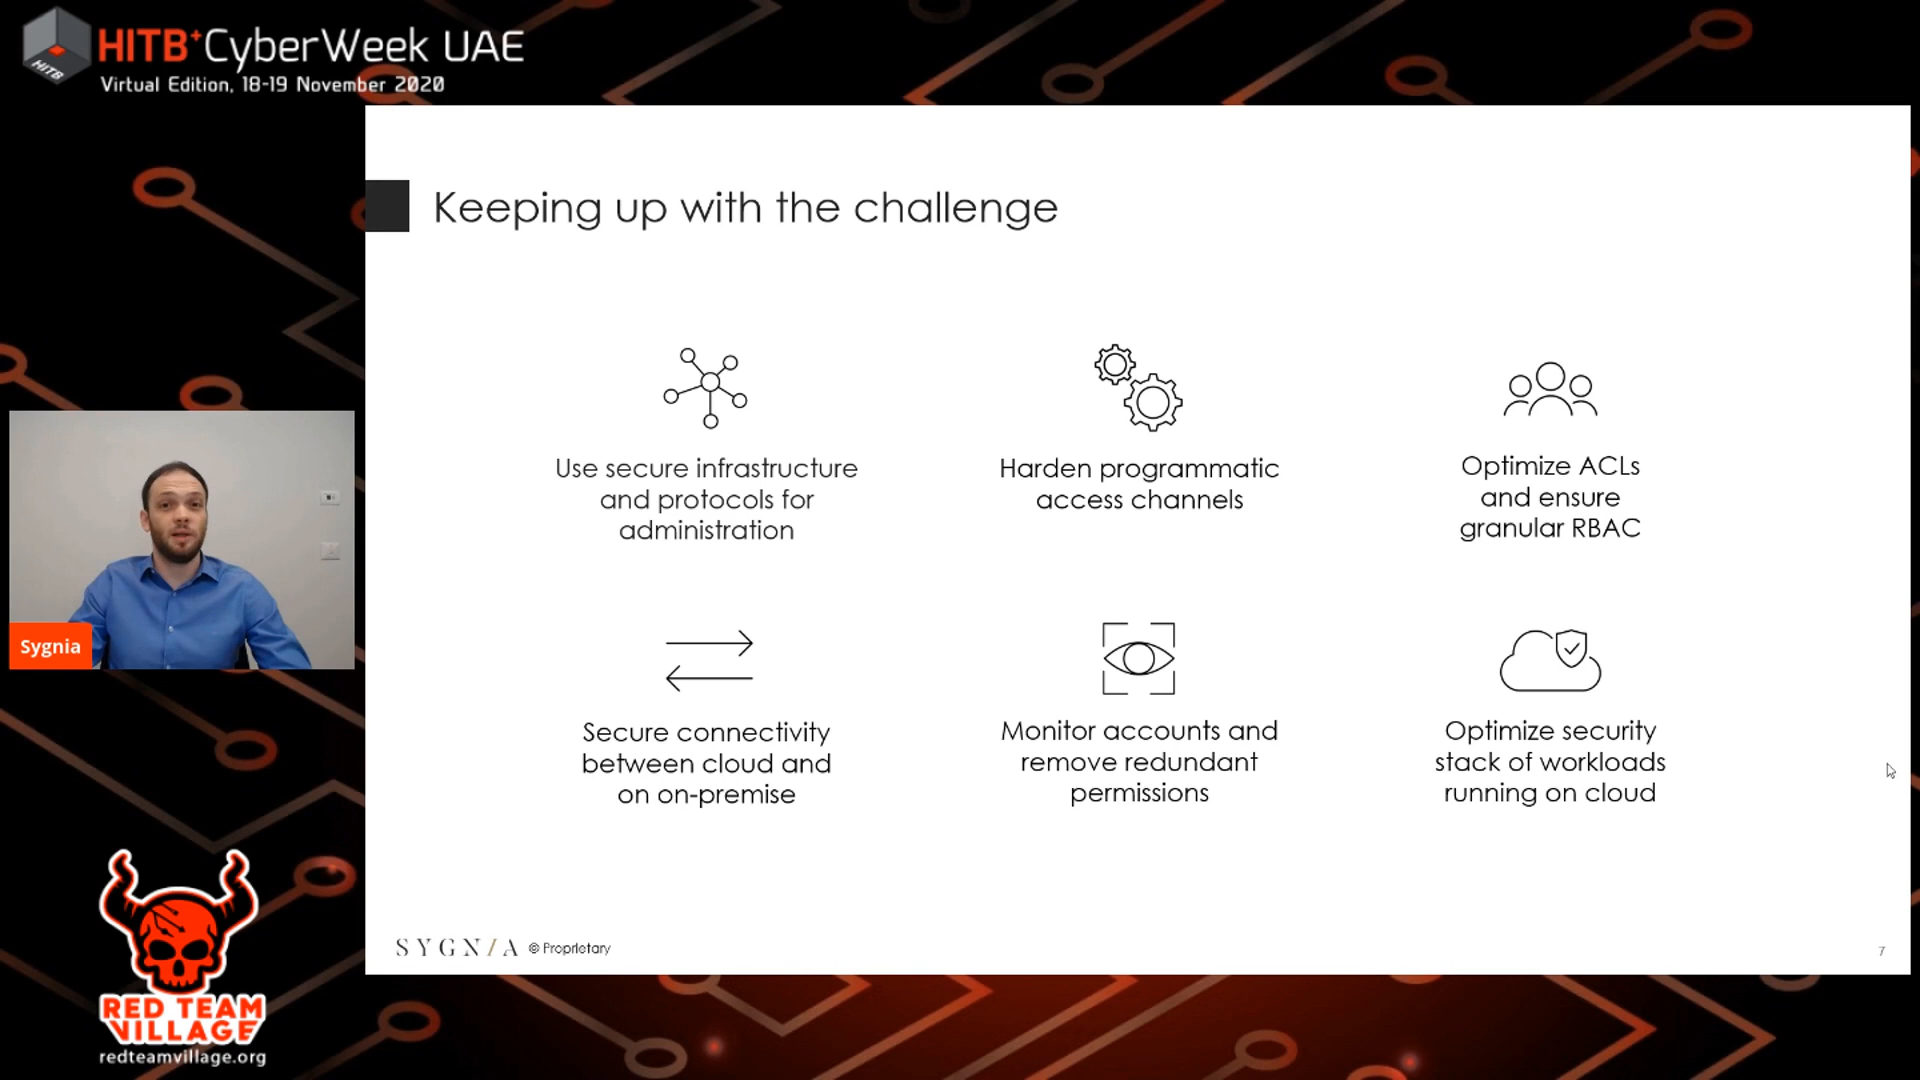 HITB+CyberWeek UAE
HITB
Virtual Edition, 18-19 November 2020
Keeping up with the challenge
Use secure infrastructure
and protocols for
administration
Harden programmatic
access channels
Optimize ACLs
and ensure
granular RBAC
Secure connectivity
between cloud and
on on-premise
Monitor accounts and
remove redundant
permissions
Optimize security
stack of workloads
running on cloud
Sygnia
SYGNIA © Proprietary
7
RED TEAM
VILLAGE
redteamvillage.org